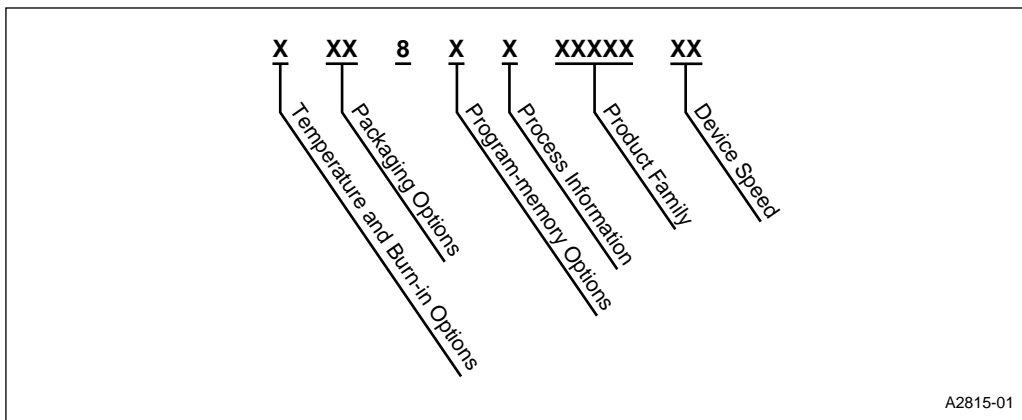 X XX 8 X X XXXXX XX
Temperature and Burn-in Options
Packaging Options
Program-memory Options
Process Information
Product Family
Device Speed
A2815-01